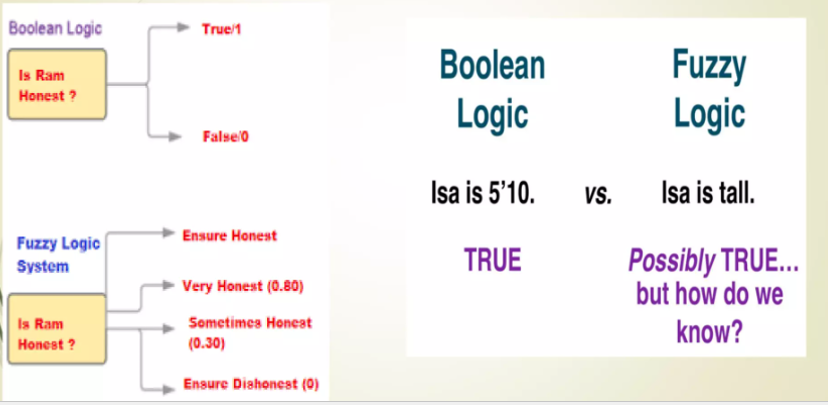 Boolean Logic
True/1
Is Ram
Honest ?
False/0
Fuzzy Logic
System
Ensure Honest
Very Honest (0.80)
Is Ram
Honest ?
Sometimes Honest
(0.30)
Ensure Dishonest (0)
Boolean
Logic
Fuzzy
Logic
Isa is 5’10.
vs.
Isa is tall.
TRUE
Possibly TRUE...
but how do we
know?